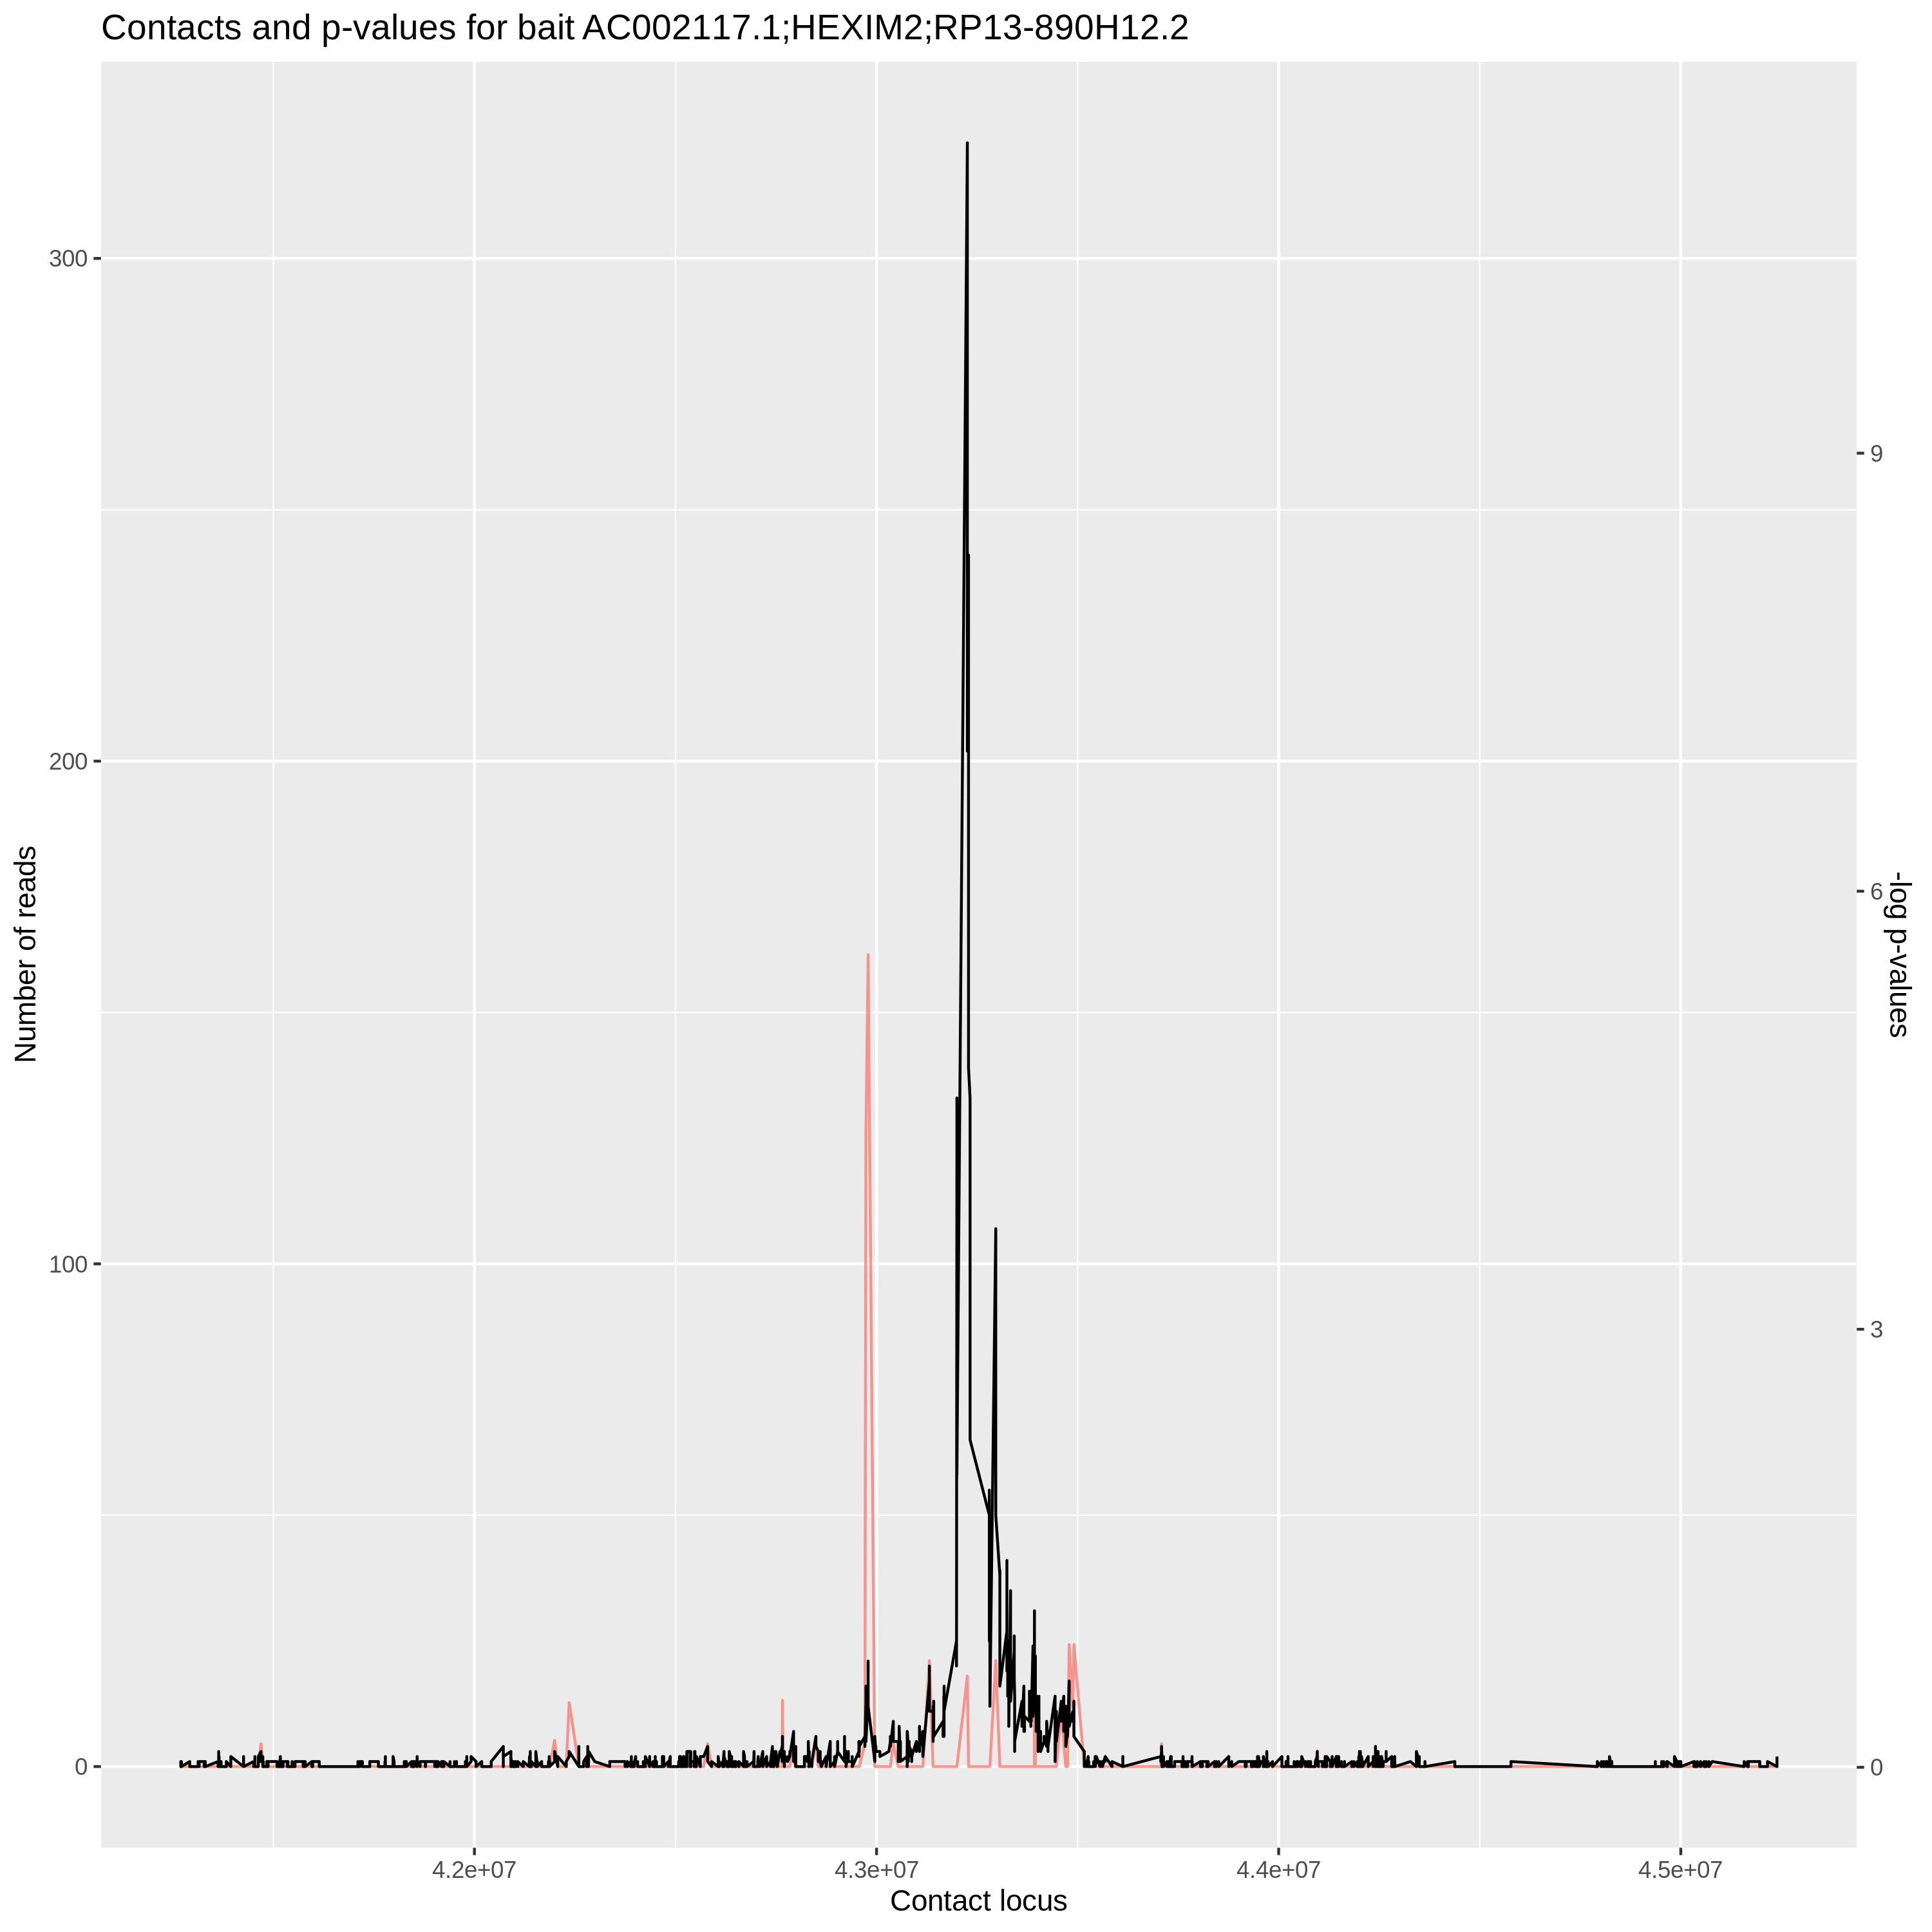 Contacts and p-values for bait AC002117.1;HEXIM2;RP13-890H12.2
300
200
100
0
Number of reads
9
6
3
0
-log p-values
4.2e+07
4.3e+07
4.4e+07
4.5e+07
Contact locus